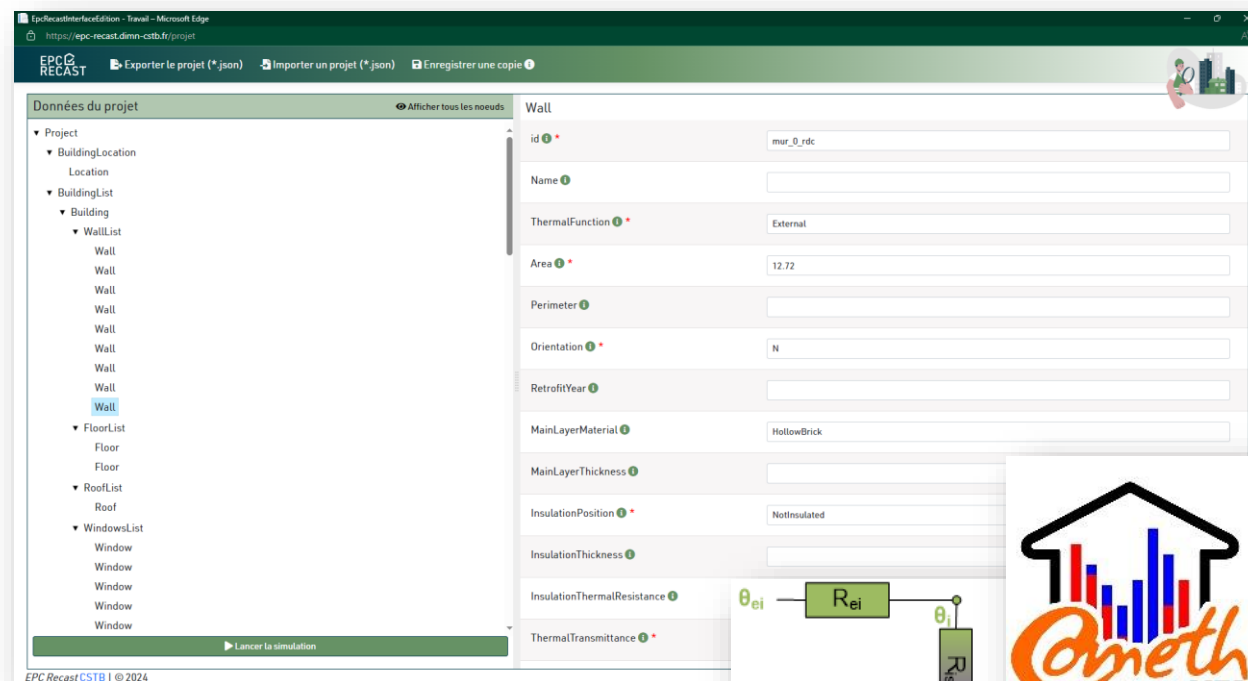 EpcRecastInterfaceEdition - Travail – Microsoft Edge
https://epc-recast.dimn-cstb.fr/projet
EPC RECAST
Exporter le projet (*.json) Importer un projet (*.json) Enregistrer une copie
Données du projet Afficher tous les noeuds
Project
BuildingLocation
Location
BuildingList
Building
WallList
Wall
Wall
Wall
Wall
Wall
Wall
Wall
Wall
Wall
FloorList
Floor
Floor
RoofList
Roof
WindowsList
Window
Window
Window
Window
Window
Lancer la simulation
EPC Recast CSTB | © 2024
Wall
id * mur_0_rdc
Name
ThermalFunction * External
Area * 12.72
Perimeter
Orientation * N
RetrofitYear
MainLayerMaterial HollowBrick
MainLayerThickness
InsulationPosition * NotInsulated
InsulationThickness
InsulationThermalResistance
ThermalTransmittance *
θei Rei θi
Ris
Cometh